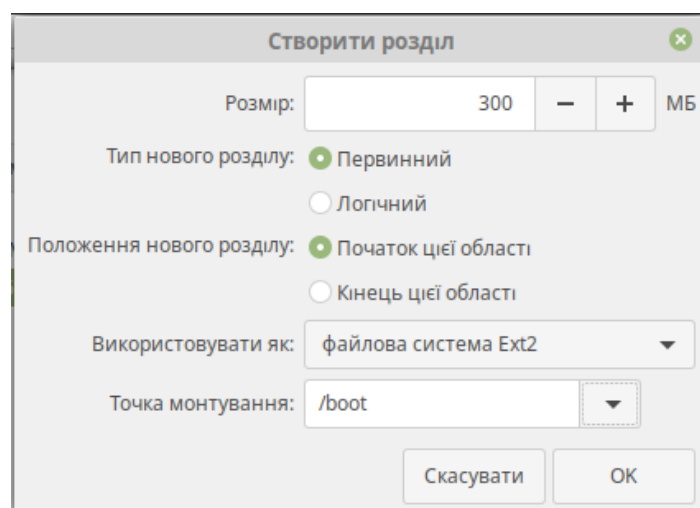 Створити розділ
Розмір: 300 − + МБ
Тип нового розділу: Первинний
Логічний
Положення нового розділу: Початок цієї області
Кінець цієї області
Використовувати як: файлова система Ext2
Точка монтування: /boot
Скасувати OK